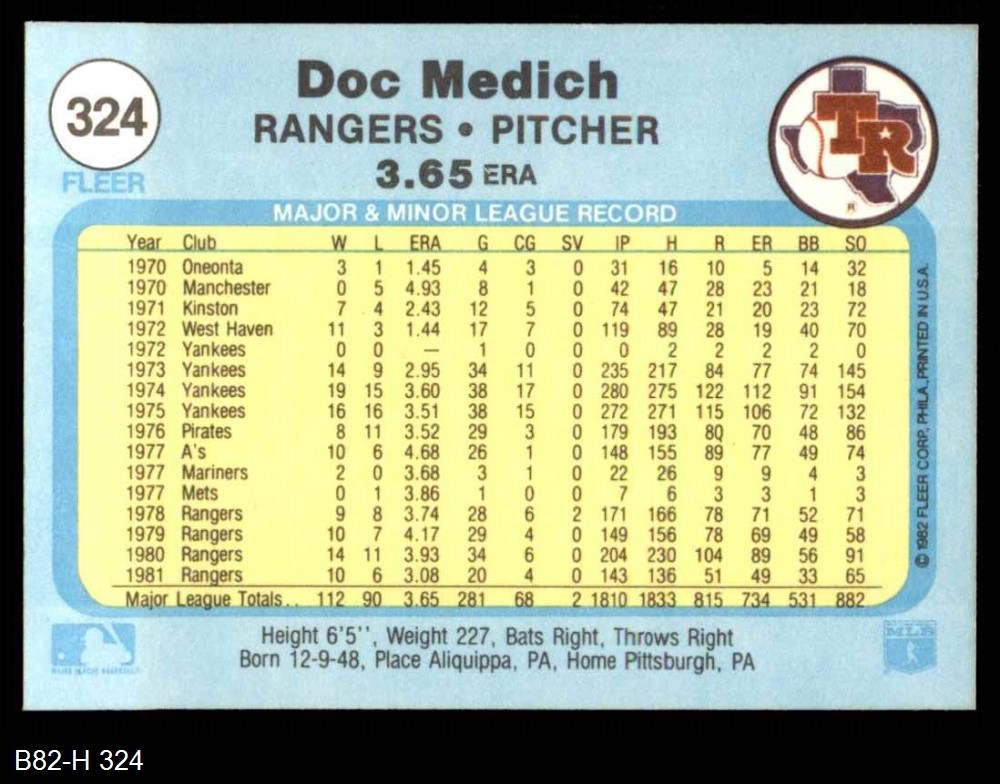 324
FLEER
Doc Medich
RANGERS • PITCHER
3.65 ERA
TR
®
MAJOR & MINOR LEAGUE RECORD
Year Club W L ERA G CG SV IP H R ER BB SO
1970 Oneonta 3 1 1.45 4 3 0 31 16 10 5 14 32
1970 Manchester 0 5 4.93 8 1 0 42 47 28 23 21 18
1971 Kinston 7 4 2.43 12 5 0 74 47 21 20 23 72
1972 West Haven 11 3 1.44 17 7 0 119 89 28 19 40 70
1972 Yankees 0 0 — 1 0 0 0 2 2 2 2 0
1973 Yankees 14 9 2.95 34 11 0 235 217 84 77 74 145
1974 Yankees 19 15 3.60 38 17 0 280 275 122 112 91 154
1975 Yankees 16 16 3.51 38 15 0 272 271 115 106 72 132
1976 Pirates 8 11 3.52 29 3 0 179 193 80 70 48 86
1977 A's 10 6 4.68 26 1 0 148 155 89 77 49 74
1977 Mariners 2 0 3.68 3 1 0 22 26 9 9 4 3
1977 Mets 0 1 3.86 1 0 0 7 6 3 3 1 3
1978 Rangers 9 8 3.74 28 6 2 171 166 78 71 52 71
1979 Rangers 10 7 4.17 29 4 0 149 156 78 69 49 58
1980 Rangers 14 11 3.93 34 6 0 204 230 104 89 56 91
1981 Rangers 10 6 3.08 20 4 0 143 136 51 49 33 65
Major League Totals.. 112 90 3.65 281 68 2 1810 1833 815 734 531 882
© 1982 FLEER CORP., PHILA., PRINTED IN U.S.A.
Height 6'5'', Weight 227, Bats Right, Throws Right
Born 12-9-48, Place Aliquippa, PA, Home Pittsburgh, PA
MAJOR LEAGUE BASEBALL
MLB
B82-H 324